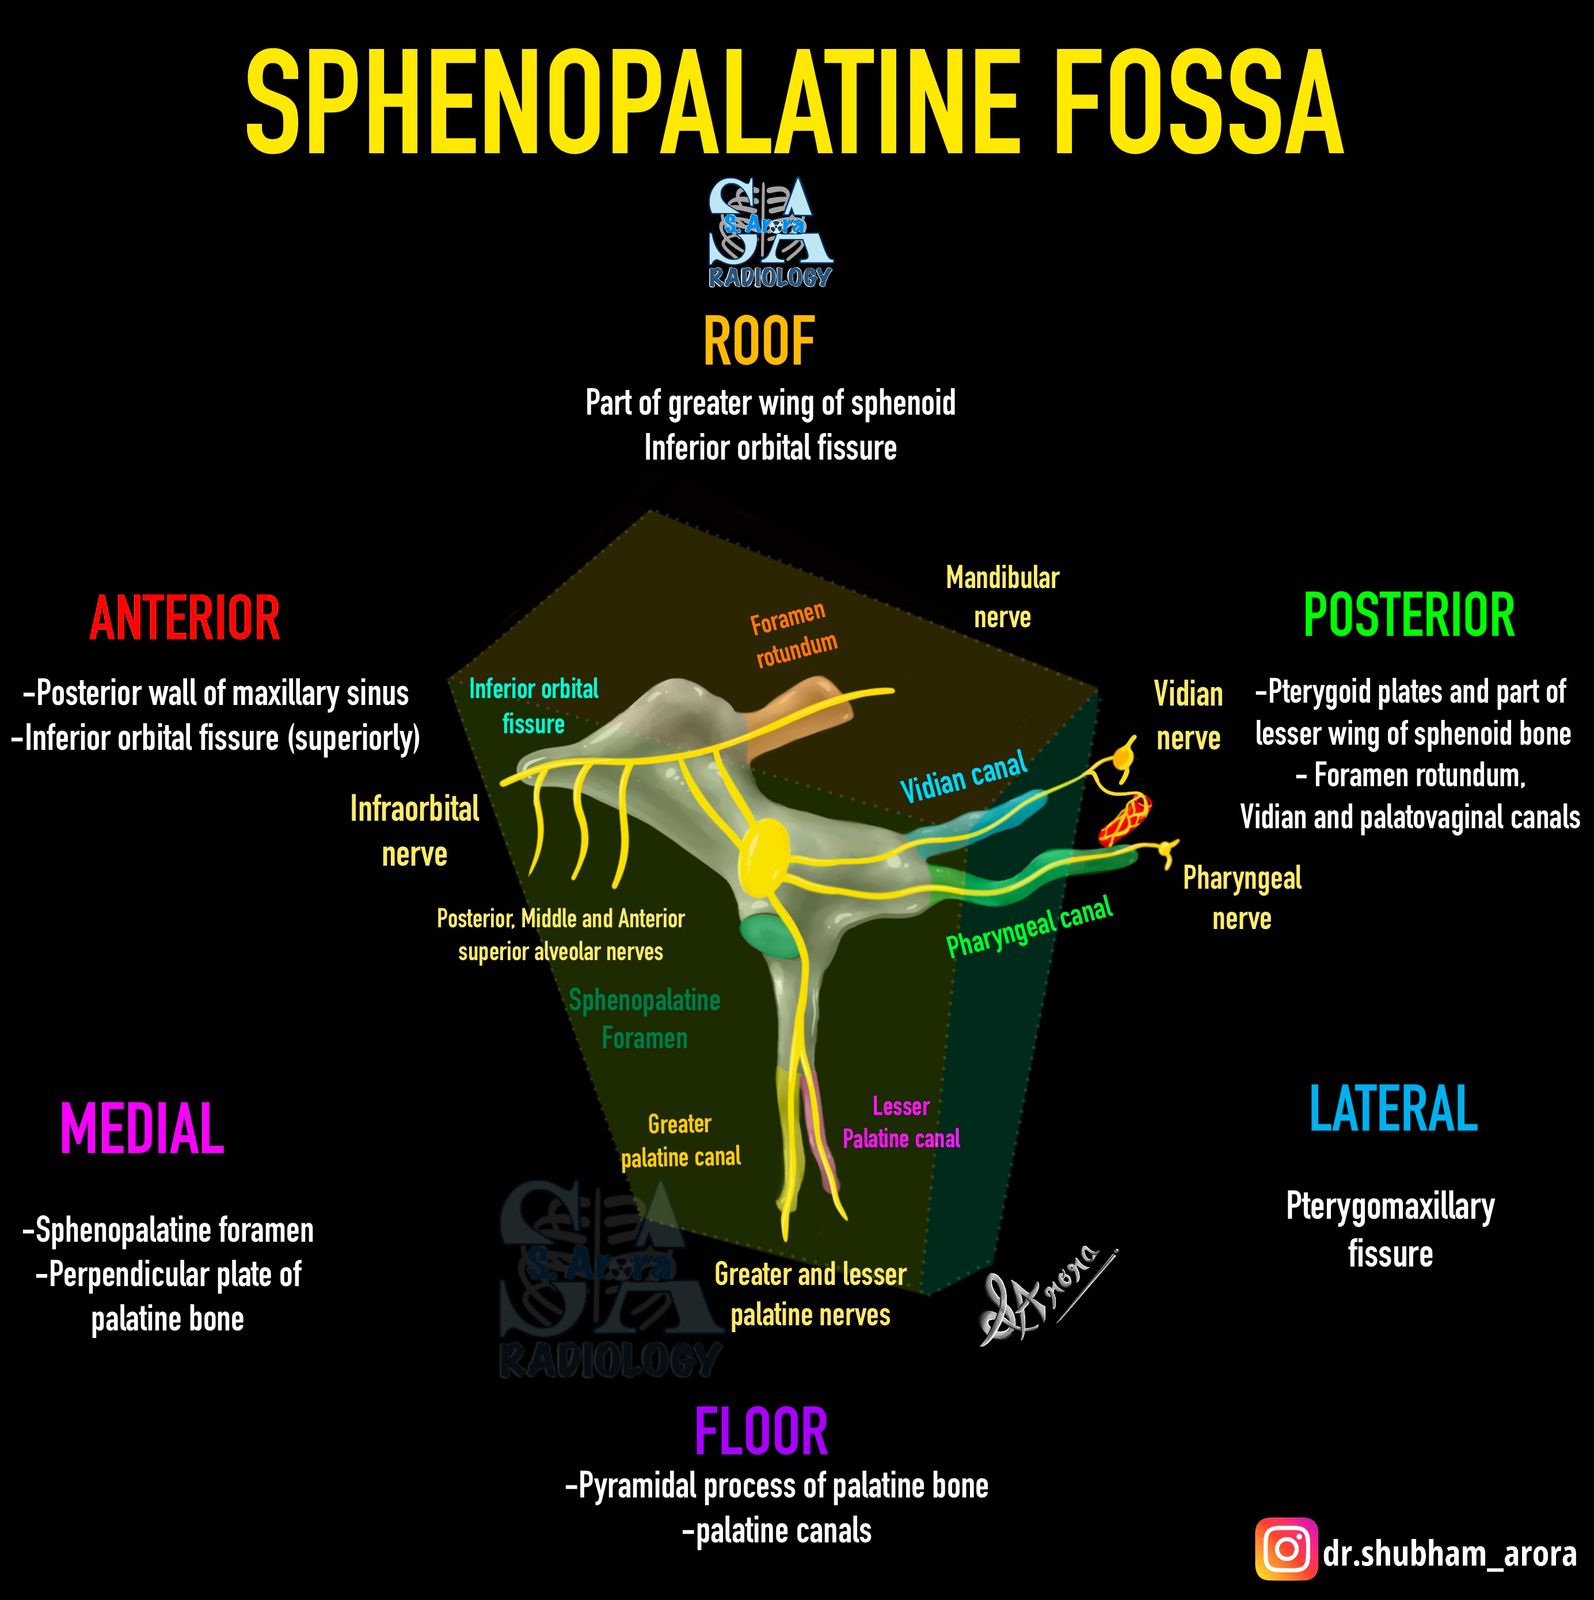 SPHENOPALATINE FOSSA
SA
S. Arora
RADIOLOGY
ROOF
Part of greater wing of sphenoid
Inferior orbital fissure
ANTERIOR
-Posterior wall of maxillary sinus
-Inferior orbital fissure (superiorly)
POSTERIOR
-Pterygoid plates and part of
lesser wing of sphenoid bone
- Foramen rotundum,
Vidian and palatovaginal canals
Mandibular
nerve
Foramen
rotundum
Inferior orbital
fissure
Vidian
nerve
Vidian canal
Infraorbital
nerve
Pharyngeal
nerve
Pharyngeal canal
Posterior, Middle and Anterior
superior alveolar nerves
Sphenopalatine
Foramen
Greater
palatine canal
Lesser
Palatine canal
MEDIAL
-Sphenopalatine foramen
-Perpendicular plate of
palatine bone
LATERAL
Pterygomaxillary
fissure
Greater and lesser
palatine nerves
SA
S. Arora
RADIOLOGY
SArora
FLOOR
-Pyramidal process of palatine bone
-palatine canals
dr.shubham_arora